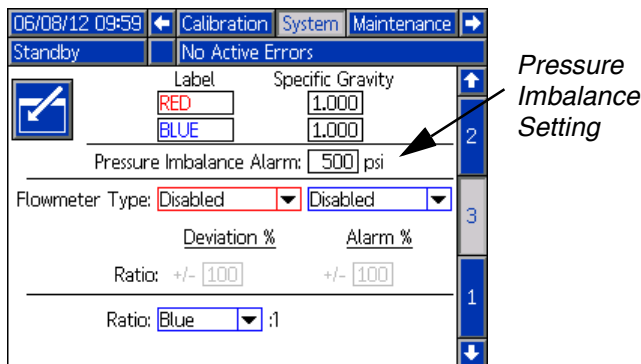 06/08/12 09:59 Calibration System Maintenance
Standby No Active Errors
Label Specific Gravity
RED 1.000
BLUE 1.000
Pressure Imbalance Alarm: 500 psi
Flowmeter Type: Disabled Disabled
Deviation % Alarm %
Ratio: +/- 100 +/- 100
Ratio: Blue :1
2
3
1
Pressure
Imbalance
Setting